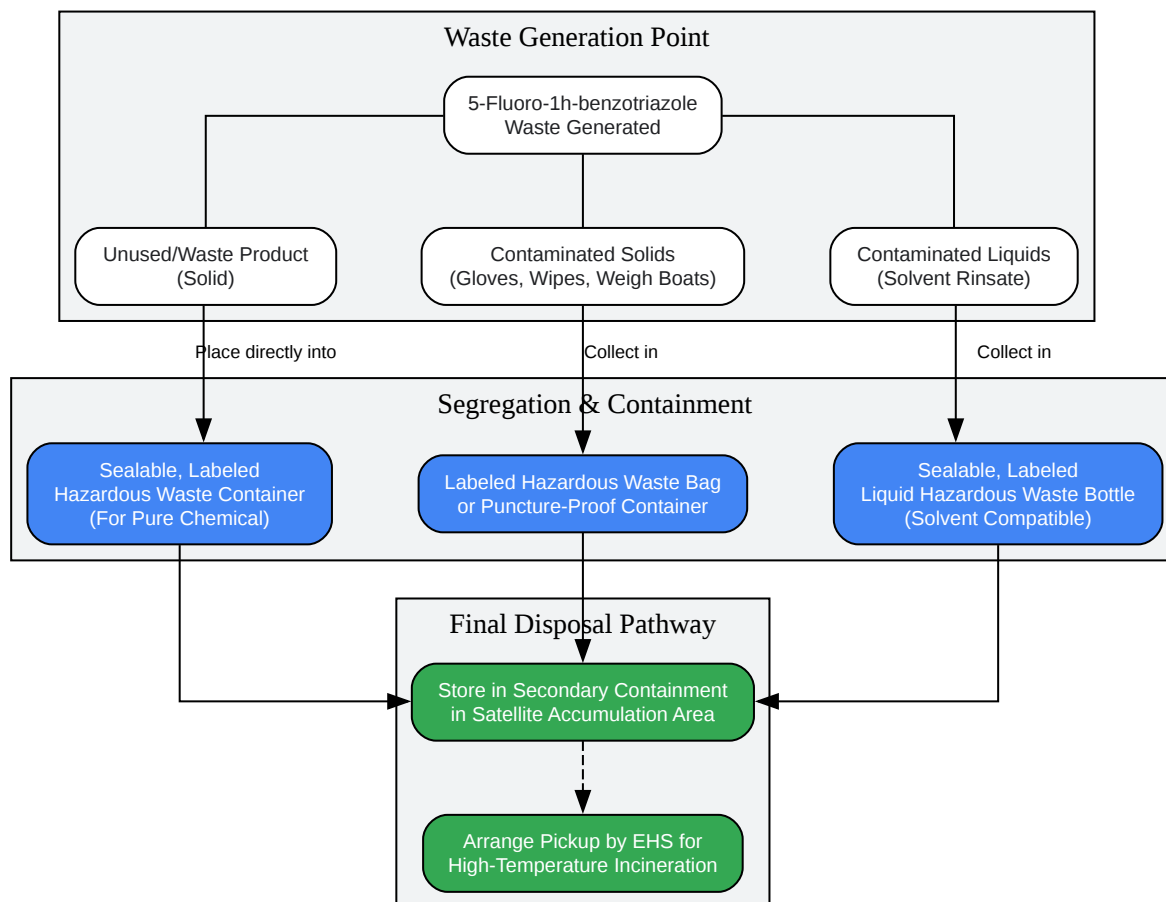 Waste Generation Point
5-Fluoro-1h-benzotriazole
Waste Generated
Unused/Waste Product
(Solid)
Contaminated Solids
(Gloves, Wipes, Weigh Boats)
Contaminated Liquids
(Solvent Rinsate)
Place directly into
Collect in
Collect in
Segregation & Containment
Sealable, Labeled
Hazardous Waste Container
(For Pure Chemical)
Labeled Hazardous Waste Bag
or Puncture-Proof Container
Sealable, Labeled
Liquid Hazardous Waste Bottle
(Solvent Compatible)
Final Disposal Pathway
Store in Secondary Containment
in Satellite Accumulation Area
Arrange Pickup by EHS for
High-Temperature Incineration